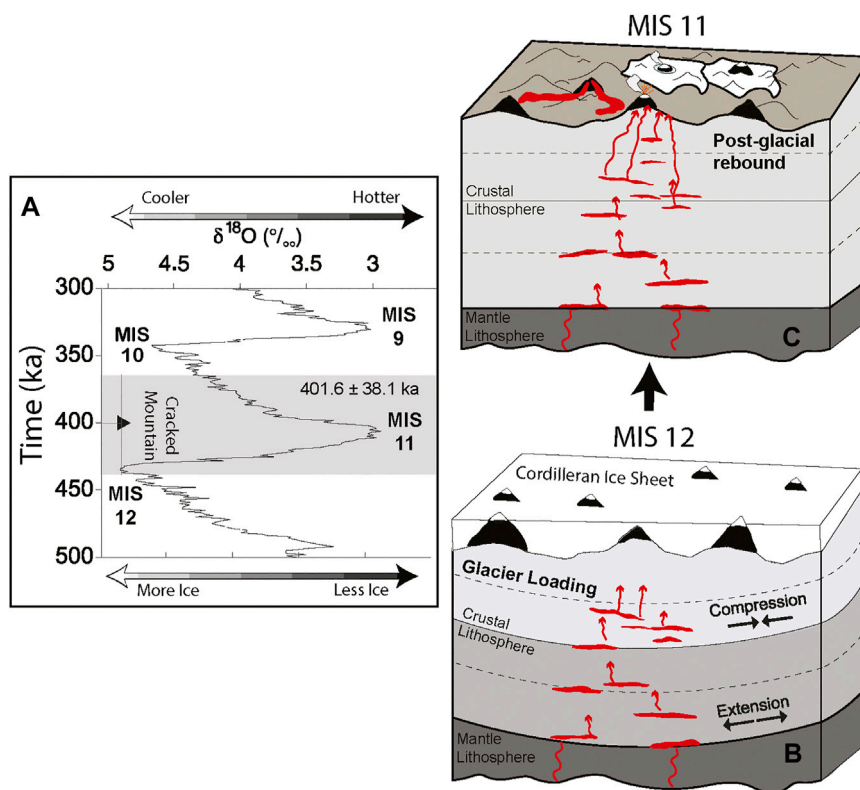 A
Cooler
Hotter
δ18O (o/oo)
5
4.5
4
3.5
3
300
350
400
450
500
Time (ka)
MIS
9
MIS
10
401.6 ± 38.1 ka
Cracked
Mountain
MIS
11
MIS
12
More Ice
Less Ice
MIS 11
Post-glacial
rebound
Crustal
Lithosphere
Mantle
Lithosphere
C
MIS 12
Cordilleran Ice Sheet
Glacier Loading
Compression
Crustal
Lithosphere
Extension
Mantle
Lithosphere
B